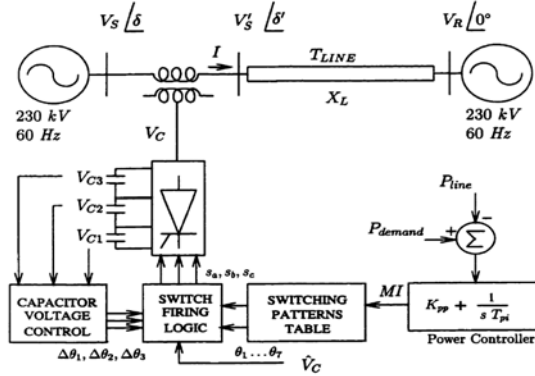 V_S∠δ
V'_S∠δ'
V_R∠0°
I
T_LINE
X_L
230 kV
60 Hz
230 kV
60 Hz
V_C
V_C3
V_C2
V_C1
P_line
−
P_demand
+
Σ
s_a, s_b, s_c
MI
CAPACITOR
VOLTAGE
CONTROL
SWITCH
FIRING
LOGIC
SWITCHING
PATTERNS
TABLE
K_pp + 1/(s T_pi)
Power Controller
Δθ_1, Δθ_2, Δθ_3
θ_1 … θ_7
V̂_C